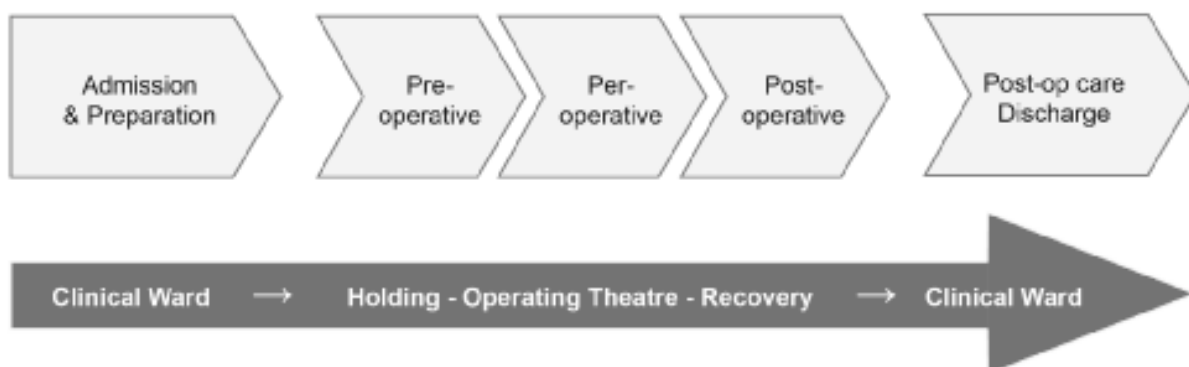 Admission
& Preparation
Pre-
operative
Per-
operative
Post-
operative
Post-op care
Discharge
Clinical Ward → Holding - Operating Theatre - Recovery → Clinical Ward